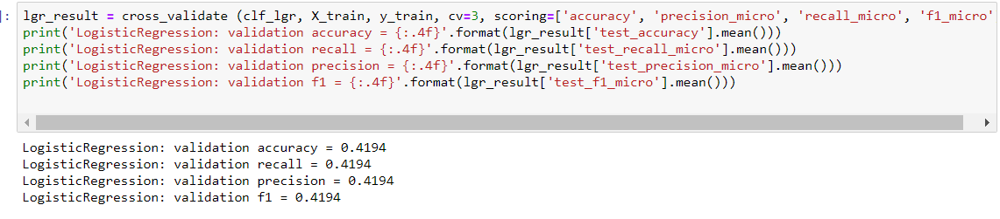 ]: lgr_result = cross_validate (clf_lgr, X_train, y_train, cv=3, scoring=['accuracy', 'precision_micro', 'recall_micro', 'f1_micro'
print('LogisticRegression: validation accuracy = {:.4f}'.format(lgr_result['test_accuracy'].mean()))
print('LogisticRegression: validation recall = {:.4f}'.format(lgr_result['test_recall_micro'].mean()))
print('LogisticRegression: validation precision = {:.4f}'.format(lgr_result['test_precision_micro'].mean()))
print('LogisticRegression: validation f1 = {:.4f}'.format(lgr_result['test_f1_micro'].mean()))
LogisticRegression: validation accuracy = 0.4194
LogisticRegression: validation recall = 0.4194
LogisticRegression: validation precision = 0.4194
LogisticRegression: validation f1 = 0.4194